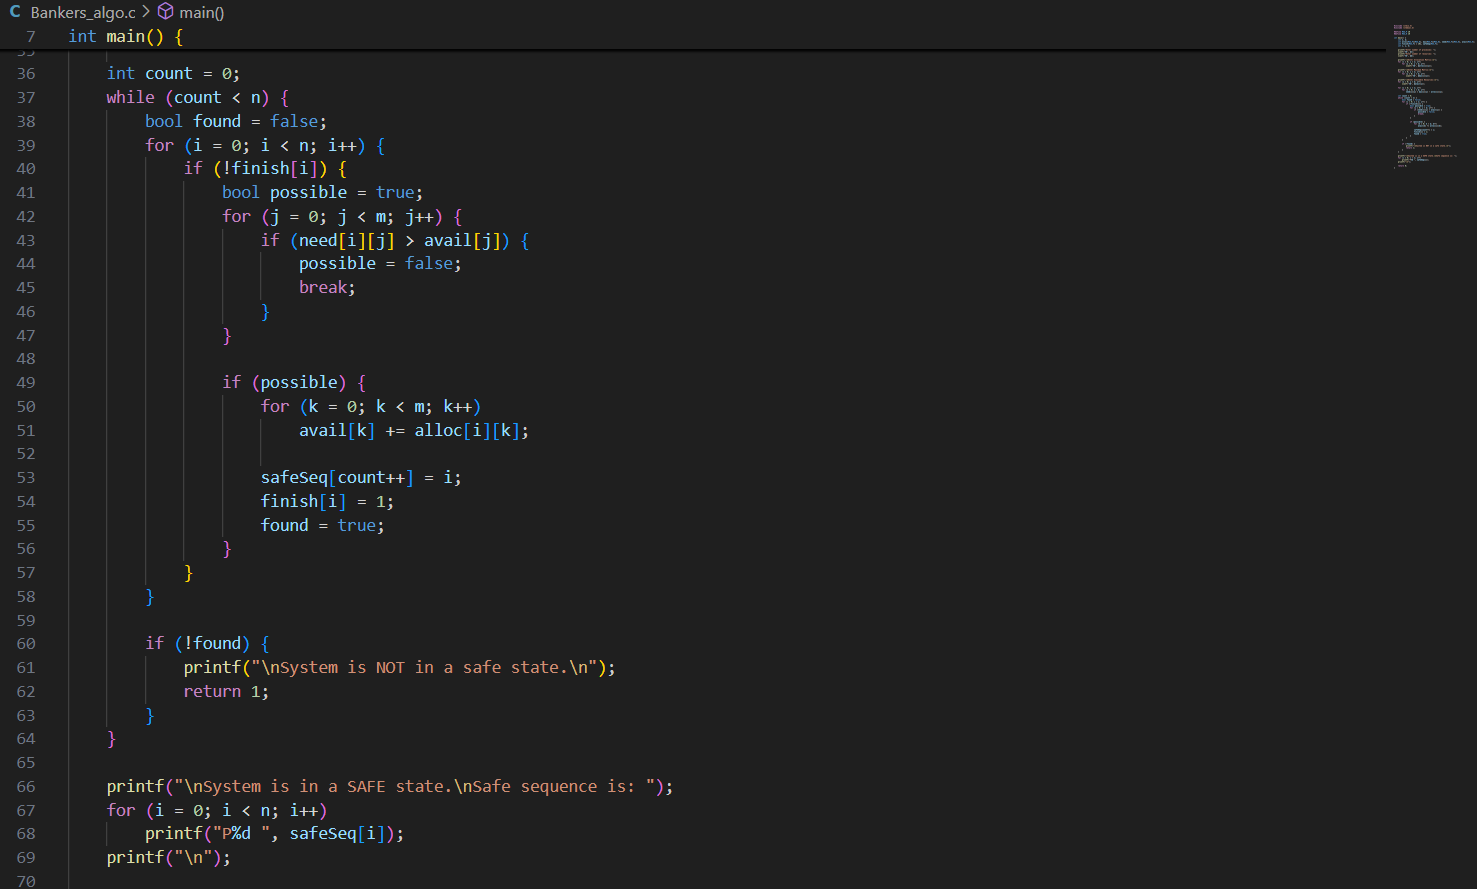 C Bankers_algo.c > main()
7 int main() {
35
36 int count = 0;
37 while (count < n) {
38 bool found = false;
39 for (i = 0; i < n; i++) {
40 if (!finish[i]) {
41 bool possible = true;
42 for (j = 0; j < m; j++) {
43 if (need[i][j] > avail[j]) {
44 possible = false;
45 break;
46 }
47 }
48
49 if (possible) {
50 for (k = 0; k < m; k++)
51 avail[k] += alloc[i][k];
52
53 safeSeq[count++] = i;
54 finish[i] = 1;
55 found = true;
56 }
57 }
58 }
59
60 if (!found) {
61 printf("\nSystem is NOT in a safe state.\n");
62 return 1;
63 }
64 }
65
66 printf("\nSystem is in a SAFE state.\nSafe sequence is: ");
67 for (i = 0; i < n; i++)
68 printf("P%d ", safeSeq[i]);
69 printf("\n");
70